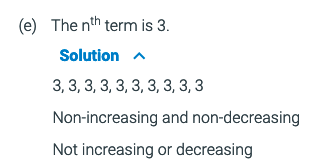 (e) The nth term is 3.
Solution
3, 3, 3, 3, 3, 3, 3, 3, 3, 3
Non-increasing and non-decreasing
Not increasing or decreasing